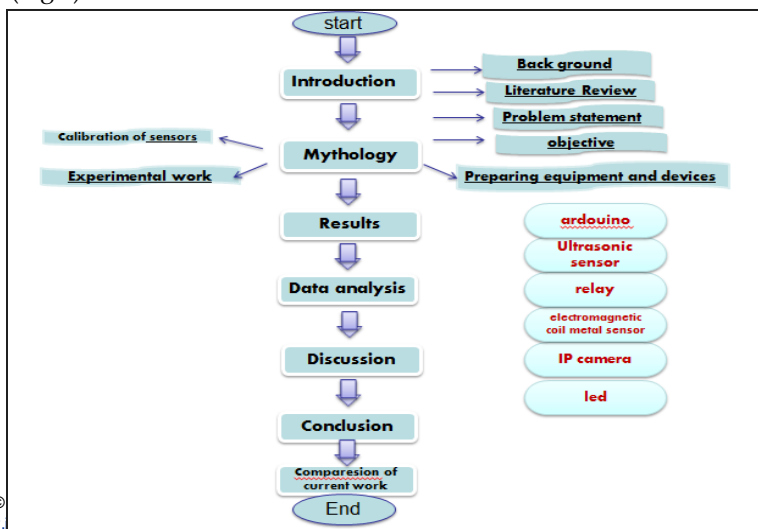 start
Introduction
Back ground
Literature Review
Problem statement
objective
Calibration of sensors
Mythology
Experimental work
Preparing equipment and devices
Results
ardouino
Ultrasonic
sensor
Data analysis
relay
electromagnetic
coil metal sensor
Discussion
IP camera
led
Conclusion
Comparesion of
current work
End
©